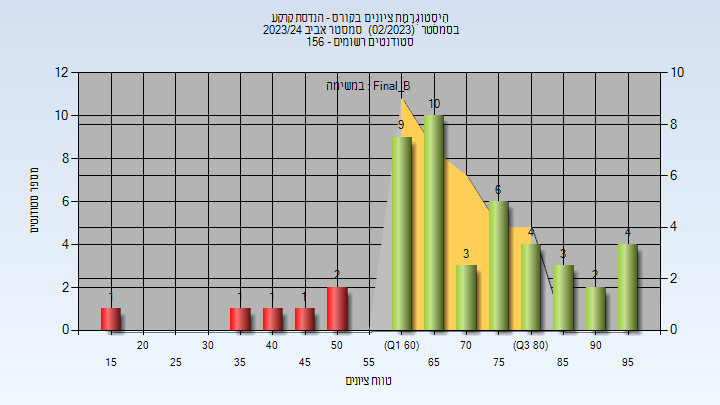 הִיסְטוֹגְרָמַת ציונים בקורס - הנדסת קרקע
בסמסטר (02/2023) סמסטר אביב 2023/24
סטודנטים רשומים - 156
במשימה : Final_B
מספר סטודנטים
12
10
8
6
4
2
0
10
8
6
4
2
0
1 1 1 1 2 9 10 3 6 4 3 2 4
20 30 40 50 (Q1 60) 70 (Q3 80) 90
15 25 35 45 55 65 75 85 95
טווח ציונים